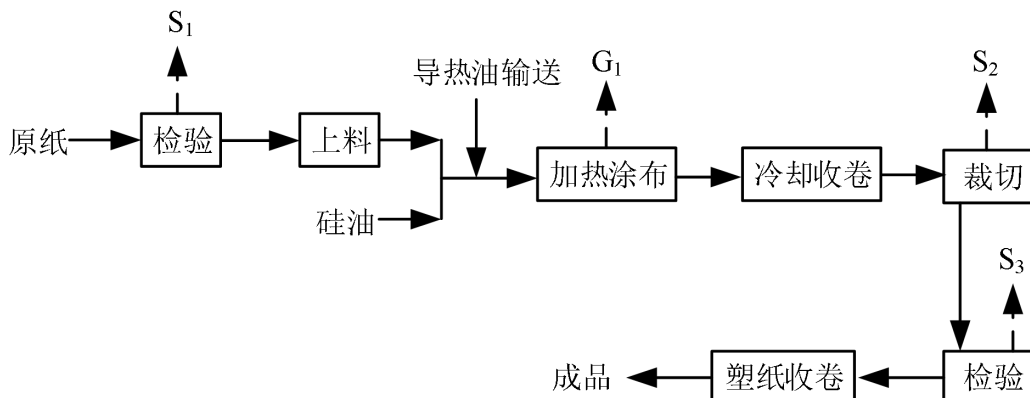 S₁
导热油输送
G₁
S₂
原纸
检验
上料
加热涂布
冷却收卷
裁切
硅油
S₃
成品
塑纸收卷
检验